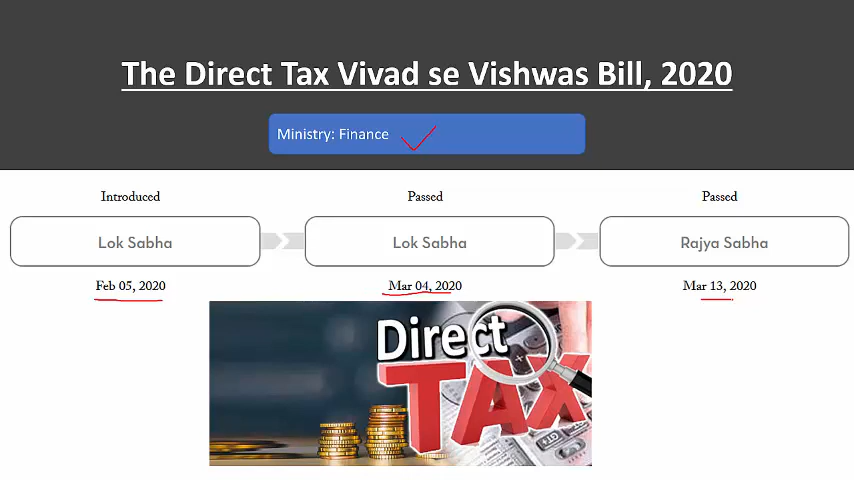 The Direct Tax Vivad se Vishwas Bill, 2020
Ministry: Finance
Introduced
Passed
Passed
Lok Sabha
Lok Sabha
Rajya Sabha
Feb 05, 2020
Mar 04, 2020
Mar 13, 2020
Direct
TAX